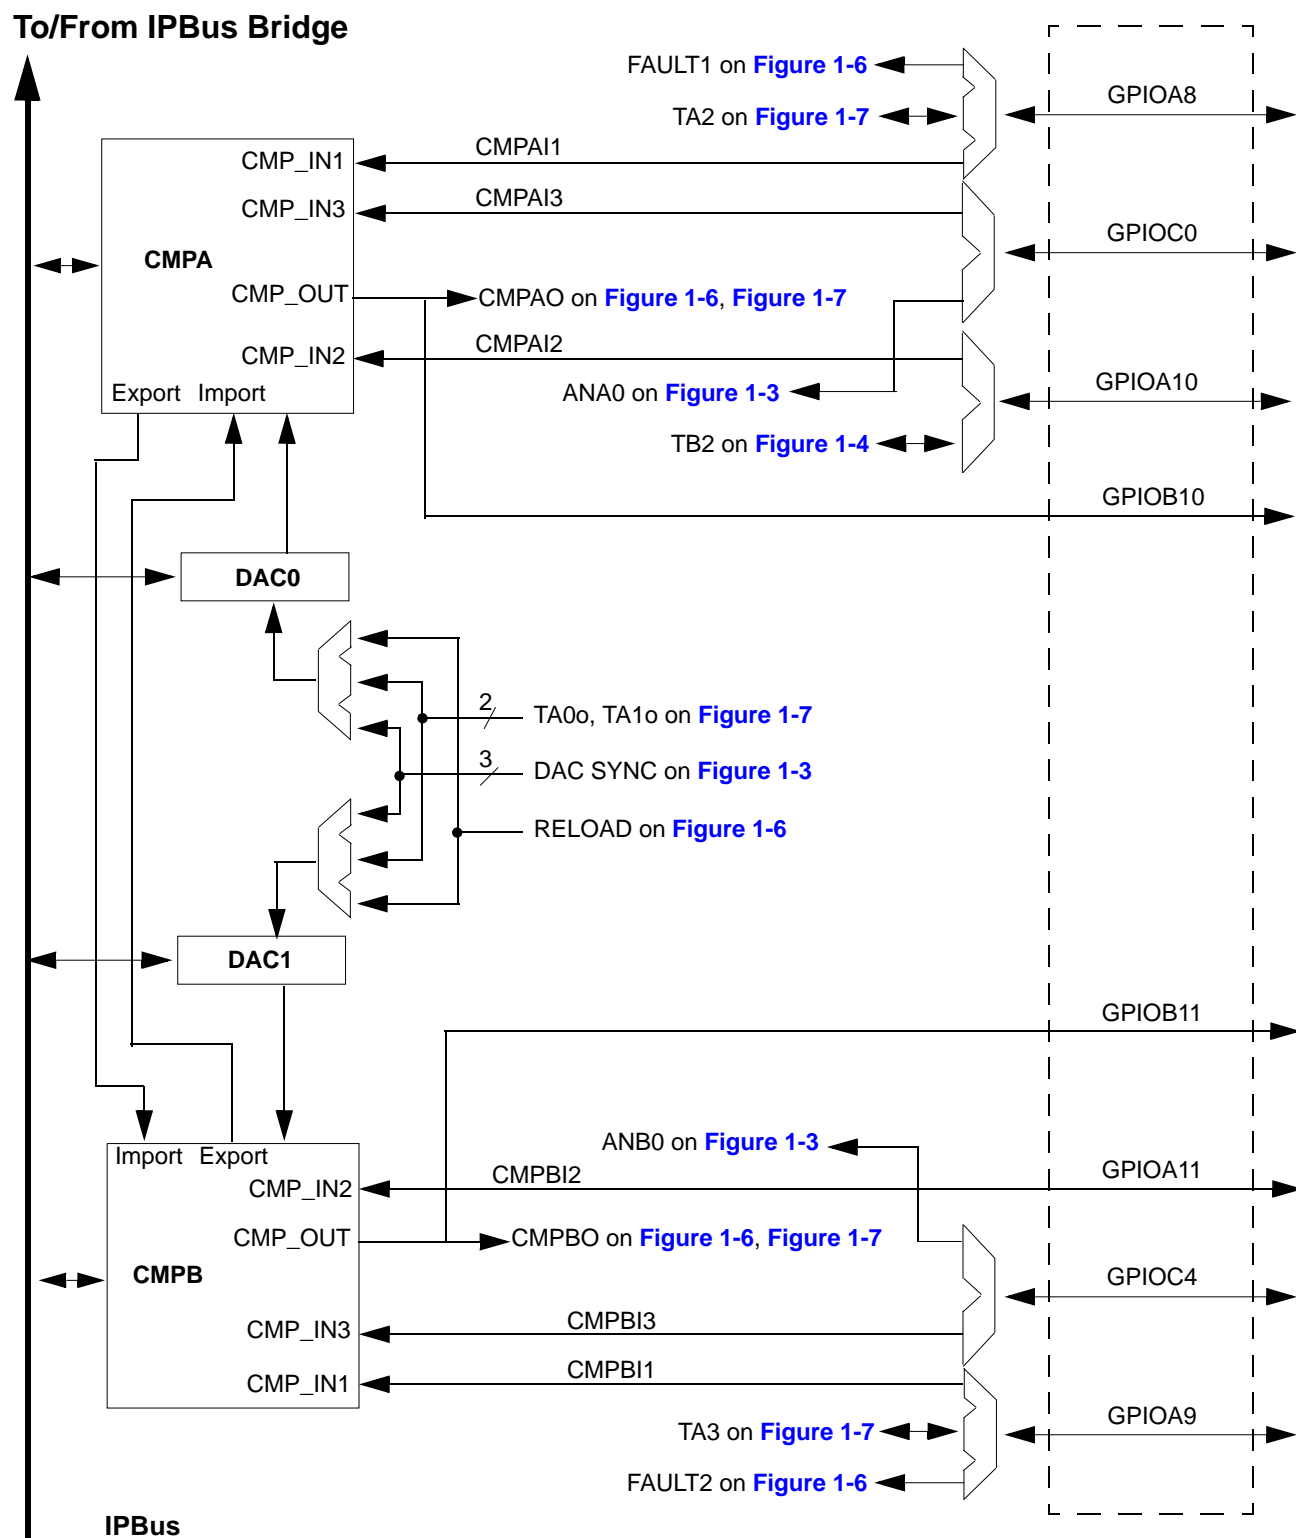 To/From IPBus Bridge
FAULT1 on Figure 1-6
GPIOA8
TA2 on Figure 1-7
CMPAI1
CMP_IN1
CMPAI3
CMP_IN3
GPIOC0
CMPA
CMP_OUT
CMPAO on Figure 1-6, Figure 1-7
CMPAI2
CMP_IN2
Export Import
ANA0 on Figure 1-3
GPIOA10
TB2 on Figure 1-4
GPIOB10
DAC0
2
TA0o, TA1o on Figure 1-7
3
DAC SYNC on Figure 1-3
RELOAD on Figure 1-6
DAC1
GPIOB11
Import Export
ANB0 on Figure 1-3
CMPBI2
GPIOA11
CMP_IN2
CMP_OUT
CMPBO on Figure 1-6, Figure 1-7
CMPB
GPIOC4
CMPBI3
CMP_IN3
CMPBI1
CMP_IN1
GPIOA9
TA3 on Figure 1-7
FAULT2 on Figure 1-6
IPBus